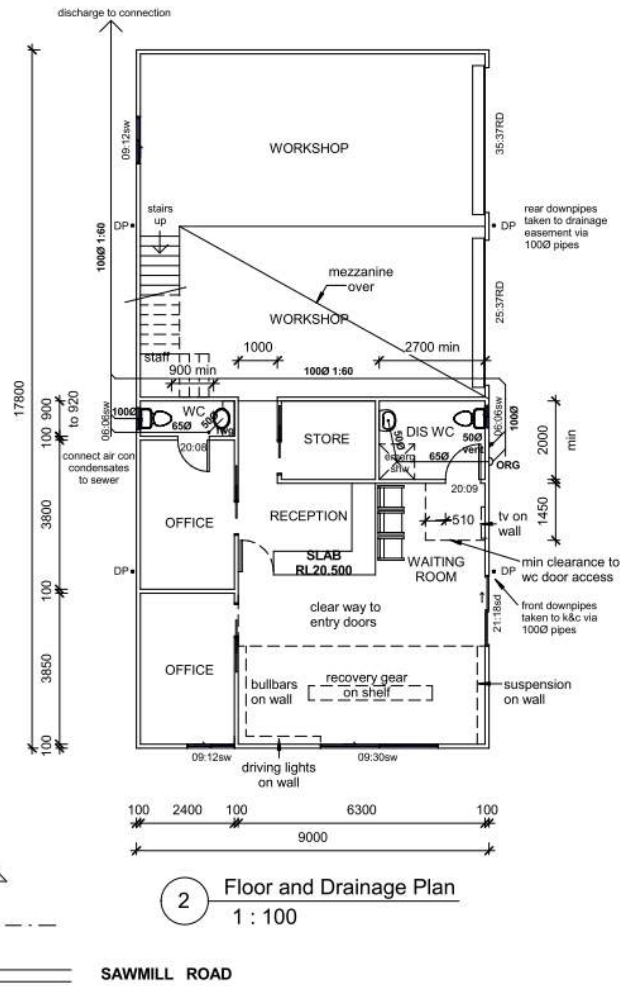 discharge to connection
WORKSHOP
09:12sw
35:37RD
stairs
up
DP
100Ø 1:60
DP
rear downpipes
taken to drainage
easement via
100Ø pipes
mezzanine
over
WORKSHOP
25:37RD
staff
900 min
1000
2700 min
100Ø 1:60
17800
900
to 920
06:06sw
100Ø
WC
65Ø
50Ø
STORE
DIS WC
50Ø
emerg
shw
65Ø
50Ø
vent
06:06sw
100Ø
ORG
2000
min
100
connect air con
condensates
to sewer
20:08
20:09
OFFICE
RECEPTION
510
tv on
wall
1450
3800
SLAB
RL20.500
WAITING
ROOM
min clearance to
wc door access
DP
DP
front downpipes
taken to k&c via
100Ø pipes
21:18sd
100
clear way to
entry doors
3850
OFFICE
bullbars
on wall
recovery gear
on shelf
suspension
on wall
100
09:12sw
driving lights
on wall
09:30sw
100 2400 100 6300 100
9000
2 Floor and Drainage Plan
1 : 100
SAWMILL ROAD